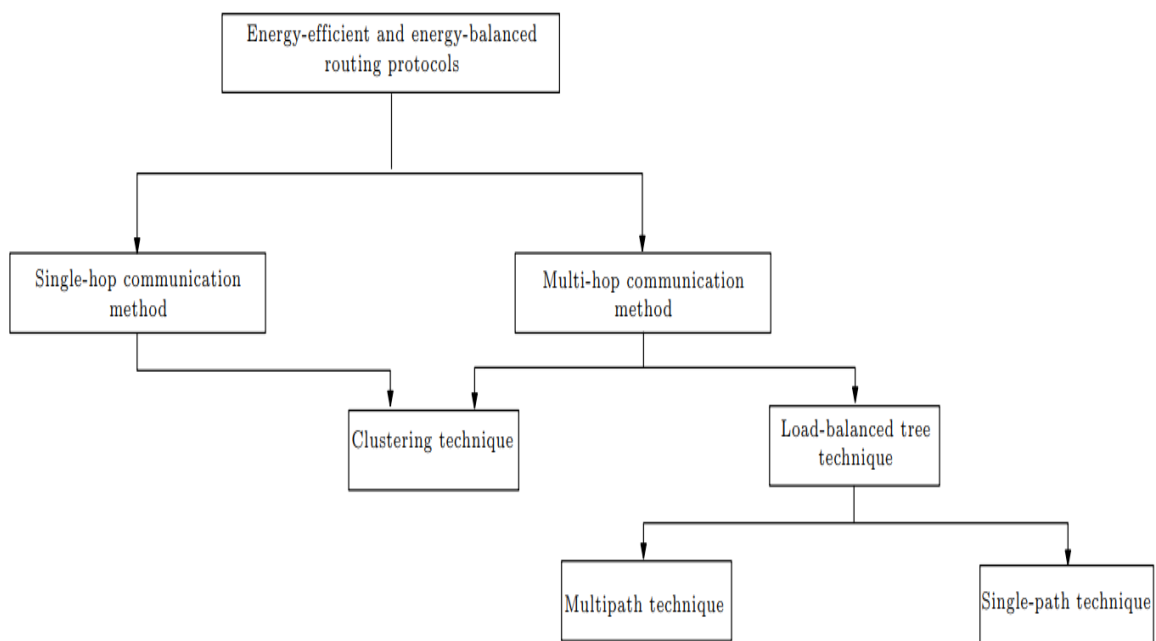 Energy-efficient and energy-balanced
routing protocols
Single-hop communication
method
Multi-hop communication
method
Clustering technique
Load-balanced tree
technique
Multipath technique
Single-path technique